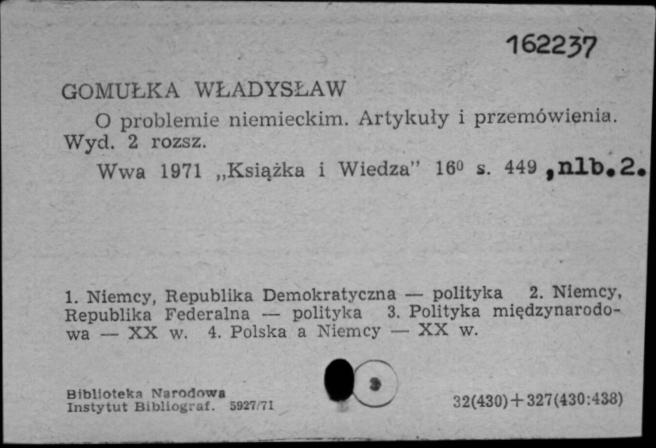 162237
GOMUŁKA WŁADYSŁAW
O problemie niemieckim. Artykuły i przemówienia.
Wyd. 2 rozsz.
Wwa 1971 „Książka i Wiedza" 16⁰ s. 449 , nlb. 2.
1. Niemcy, Republika Demokratyczna — polityka 2. Niemcy,
Republika Federalna — polityka 3. Polityka międzynarodo-
wa — XX w. 4. Polska a Niemcy — XX w.
Biblioteka Narodowa
Instytut Bibliograf. 5927/71
32(430)+327(430:438)